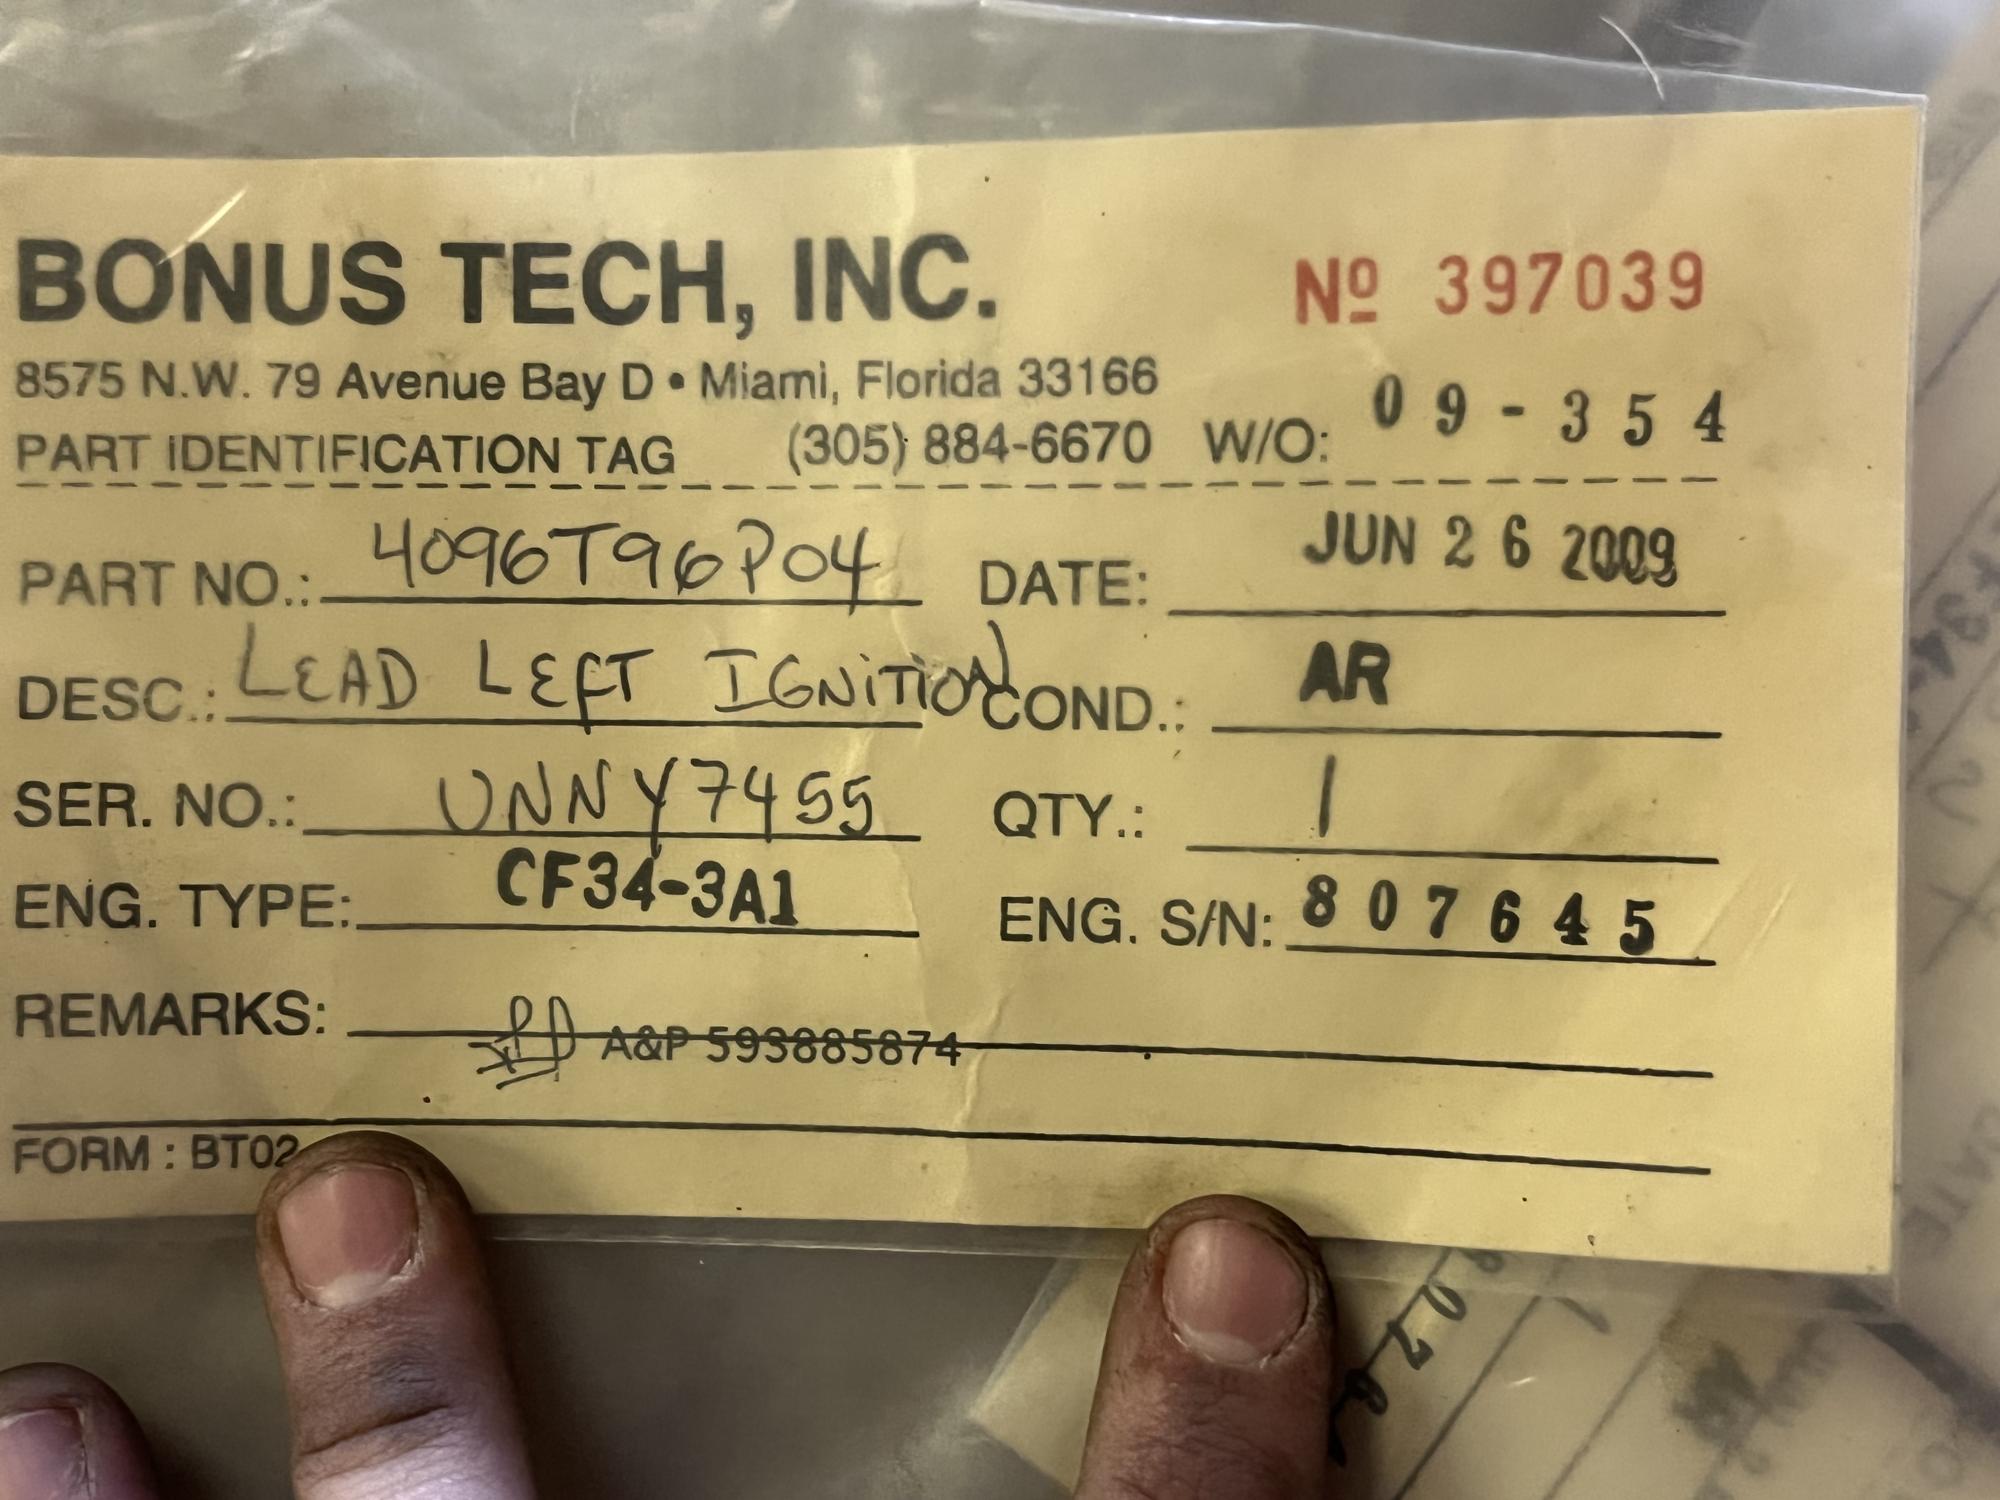 BONUS TECH, INC.
Nº 397039
8575 N.W. 79 Avenue Bay D • Miami, Florida 33166
PART IDENTIFICATION TAG (305) 884-6670 W/O: 09-354
PART NO.: 4096T96P04 DATE: JUN 26 2009
DESC.: LEAD LEFT IGNITION COND.: AR
SER. NO.: UNNY7455 QTY.: 1
ENG. TYPE: CF34-3A1 ENG. S/N: 807645
REMARKS: A&P 593885874
FORM : BT02